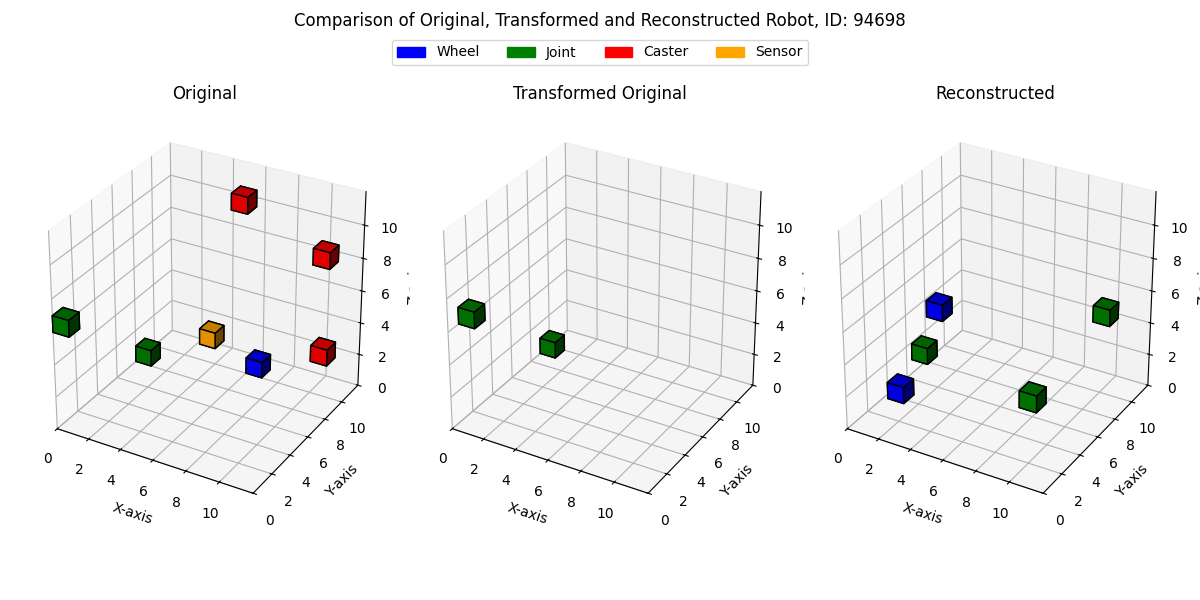 Comparison of Original, Transformed and Reconstructed Robot, ID: 94698
Wheel Joint Caster Sensor
Original Transformed Original Reconstructed
10 10 10
8 8 8
6 6 6
4 4 4
2 2 2
0 0 0
10 10 10
8 8 8
6 6 6
4 4 4
2 2 2
0 0 0
0 2 4 6 8 10 0 2 4 6 8 10 0 2 4 6 8 10
X-axis Y-axis X-axis Y-axis X-axis Y-axis